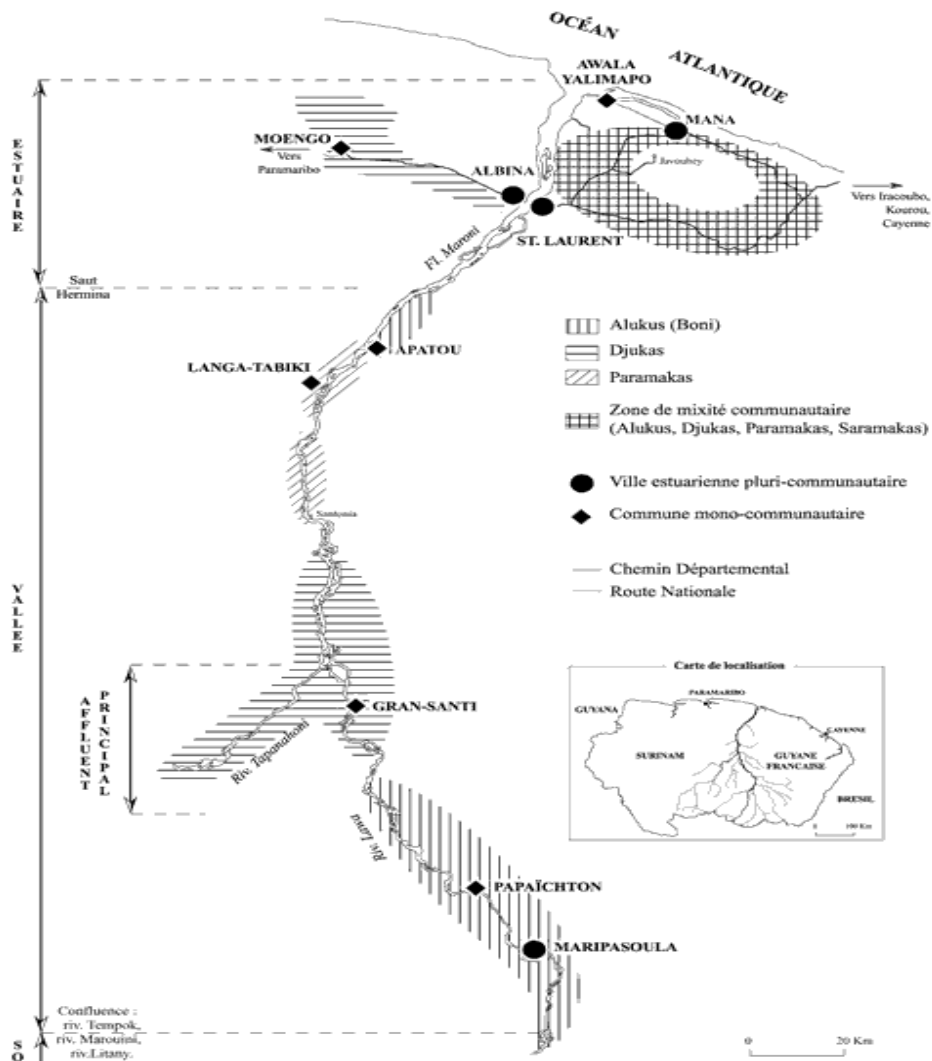 OCÉAN
ATLANTIQUE
AWALA
YALIMAPO
MANA
MOENGO
Vers
Paramaribo
ALBINA
Javouhey
Vers Iracoubo,
Kourou,
Cayenne
ST. LAURENT
Fl. Maroni
ESTUAIRE
Saut
Hermina
APATOU
LANGA-TABIKI
Alukus (Boni)
Djukas
Paramakas
Zone de mixité communautaire
(Alukus, Djukas, Paramakas, Saramakas)
Ville estuarienne pluri-communautaire
Commune mono-communautaire
Chemin Départemental
Route Nationale
VALLEE
AFFLUENT
PRINCIPAL
GRAN-SANTI
Riv. Tapanahoni
Riv. Lawa
PAPAÏCHTON
MARIPASOULA
Carte de localisation
PARAMARIBO
GUYANA
CAYENNE
SURINAM
GUYANE
FRANCAISE
BRESIL
0 100 Km
Confluence :
riv. Tempok,
riv. Marouini,
riv.Litany.
SO
0 20 Km